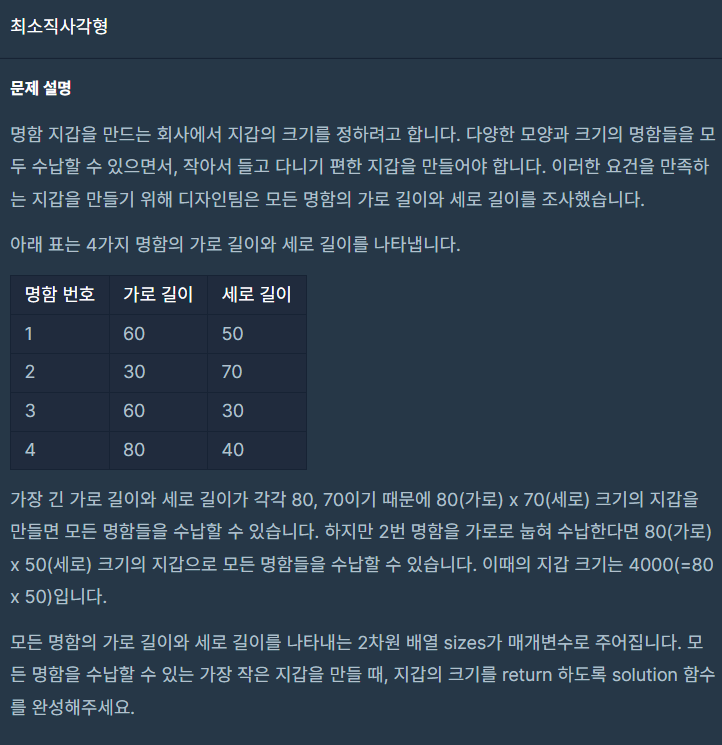 최소직사각형
문제 설명
명함 지갑을 만드는 회사에서 지갑의 크기를 정하려고 합니다. 다양한 모양과 크기의 명함들을 모
두 수납할 수 있으면서, 작아서 들고 다니기 편한 지갑을 만들어야 합니다. 이러한 요건을 만족하
는 지갑을 만들기 위해 디자인팀은 모든 명함의 가로 길이와 세로 길이를 조사했습니다.
아래 표는 4가지 명함의 가로 길이와 세로 길이를 나타냅니다.
명함 번호 가로 길이 세로 길이
1 60 50
2 30 70
3 60 30
4 80 40
가장 긴 가로 길이와 세로 길이가 각각 80, 70이기 때문에 80(가로) x 70(세로) 크기의 지갑을
만들면 모든 명함들을 수납할 수 있습니다. 하지만 2번 명함을 가로로 눕혀 수납한다면 80(가로)
x 50(세로) 크기의 지갑으로 모든 명함들을 수납할 수 있습니다. 이때의 지갑 크기는 4000(=80
x 50)입니다.
모든 명함의 가로 길이와 세로 길이를 나타내는 2차원 배열 sizes가 매개변수로 주어집니다. 모
든 명함을 수납할 수 있는 가장 작은 지갑을 만들 때, 지갑의 크기를 return 하도록 solution 함수
를 완성해주세요.